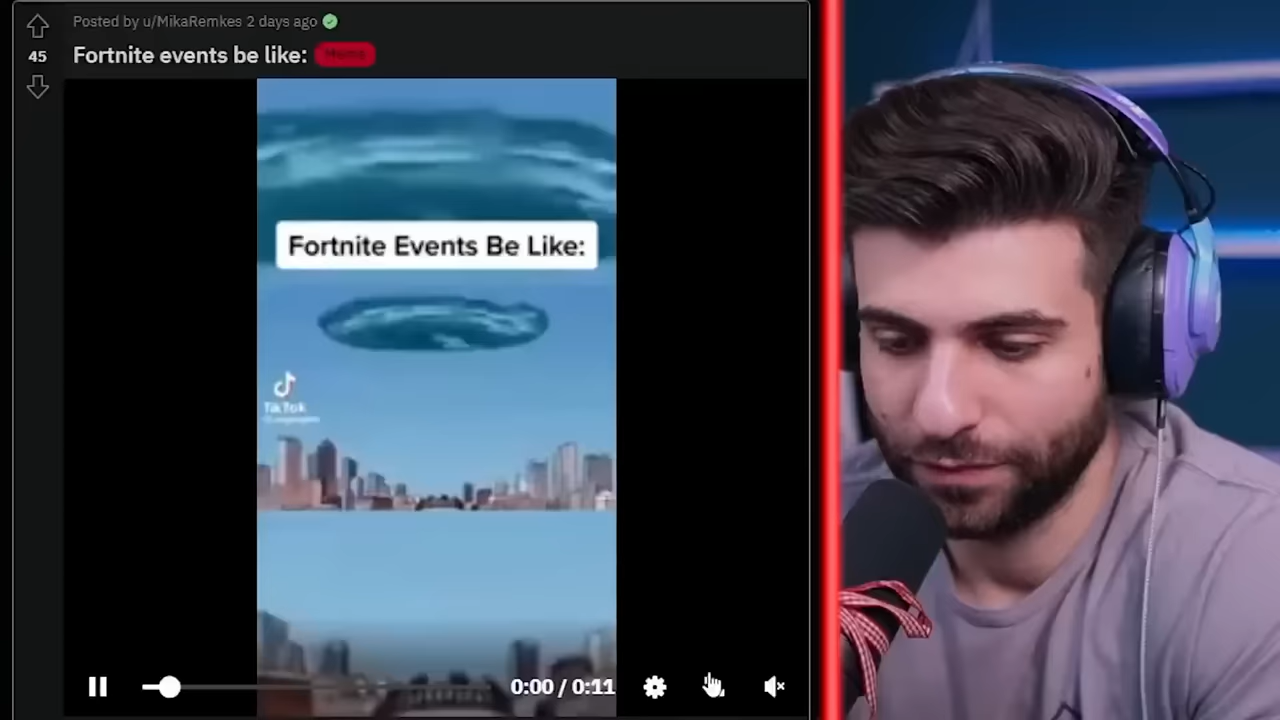 Posted by u/MikaRemkes 2 days ago
45
Fortnite events be like: Meme
Fortnite Events Be Like:
TikTok
0:00 / 0:11